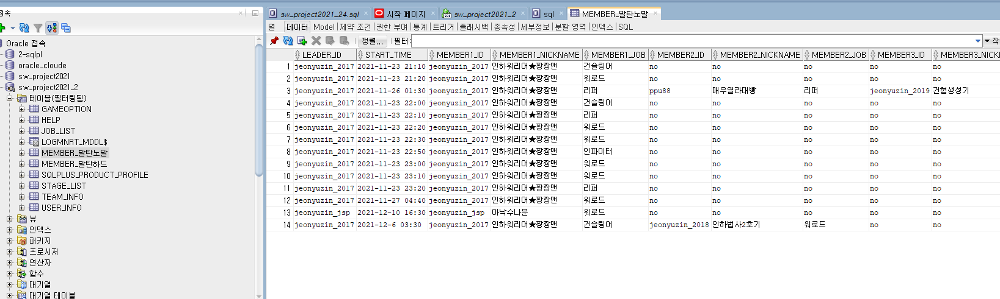 접속
sw_project2021_24.sql 시작 페이지 sw_project2021_2 sql MEMBER_발탄노말
열 데이터 Model 제약 조건 권한 부여 통계 트리거 플래시백 종속성 세부정보 분할 영역 인덱스 SQL
정렬... 필터: 작
Oracle 접속
2-sqlpl
oracle_cloude
sw_project2021
sw_project2021_2
테이블(필터링됨)
GAMEOPTION
HELP
JOB_LIST
LOGMNRT_MDDL$
MEMBER_발탄노말
MEMBER_발탄하드
SQLPLUS_PRODUCT_PROFILE
STAGE_LIST
TEAM_INFO
USER_INFO
뷰
인덱스
패키지
프로시저
연산자
함수
대기열
대기열 테이블
LEADER_ID START_TIME MEMBER1_ID MEMBER1_NICKNAME MEMBER1_JOB MEMBER2_ID MEMBER2_NICKNAME MEMBER2_JOB MEMBER3_ID MEMBER3_NICK
1 jeonyuzin_2017 2021-11-23 21:10 jeonyuzin_2017 인하워리어★짱짱맨 건슬링어 no no no no no
2 jeonyuzin_2017 2021-11-23 21:20 jeonyuzin_2017 인하워리어★짱짱맨 워로드 no no no no no
3 jeonyuzin_2017 2021-11-26 01:30 jeonyuzin_2017 인하워리어★짱짱맨 리퍼 ppu88 매우열라대빵 리퍼 jeonyuzin_2019 건협생성기
4 jeonyuzin_2017 2021-11-23 22:00 jeonyuzin_2017 인하워리어★짱짱맨 건슬링어 no no no no no
5 jeonyuzin_2017 2021-11-23 22:10 jeonyuzin_2017 인하워리어★짱짱맨 리퍼 no no no no no
6 jeonyuzin_2017 2021-11-23 22:20 jeonyuzin_2017 인하워리어★짱짱맨 워로드 no no no no no
7 jeonyuzin_2017 2021-11-23 22:30 jeonyuzin_2017 인하워리어★짱짱맨 워로드 no no no no no
8 jeonyuzin_2017 2021-11-23 22:50 jeonyuzin_2017 인하워리어★짱짱맨 인파이터 no no no no no
9 jeonyuzin_2017 2021-11-23 23:00 jeonyuzin_2017 인하워리어★짱짱맨 워로드 no no no no no
10 jeonyuzin_2017 2021-11-23 23:10 jeonyuzin_2017 인하워리어★짱짱맨 워로드 no no no no no
11 jeonyuzin_2017 2021-11-23 23:20 jeonyuzin_2017 인하워리어★짱짱맨 리퍼 no no no no no
12 jeonyuzin_2017 2021-11-27 04:40 jeonyuzin_2017 인하워리어★짱짱맨 워로드 no no no no no
13 jeonyuzin_jsp 2021-12-10 16:30 jeonyuzin_jsp 아낙수나문 워로드 no no no no no
14 jeonyuzin_2017 2021-12-6 03:30 jeonyuzin_2017 인하워리어★짱짱맨 건슬링어 jeonyuzin_2018 인하법사2호기 워로드 no no